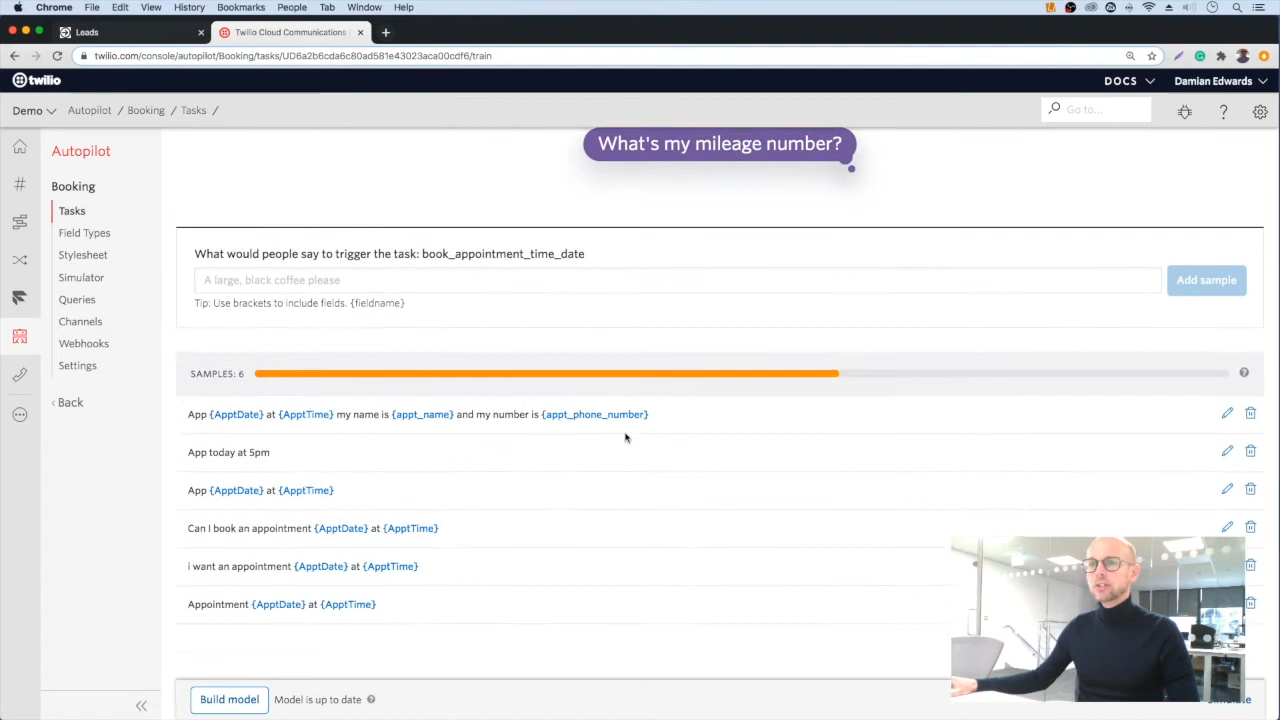 Chrome File Edit View History Bookmarks People Tab Window Help
Leads
Twilio Cloud Communications
twilio.com/console/autopilot/Booking/tasks/UD6a2b6cda6c80ad581e43023aca00cdf6/train
twilio
DOCS
Damian Edwards
Demo
Autopilot / Booking / Tasks /
Go to...
Autopilot
Booking
Tasks
Field Types
Stylesheet
Simulator
Queries
Channels
Webhooks
Settings
‹ Back
What's my mileage number?
What would people say to trigger the task: book_appointment_time_date
A large, black coffee please
Add sample
Tip: Use brackets to include fields. {fieldname}
SAMPLES: 6
App {ApptDate} at {ApptTime} my name is {appt_name} and my number is {appt_phone_number}
App today at 5pm
App {ApptDate} at {ApptTime}
Can I book an appointment {ApptDate} at {ApptTime}
i want an appointment {ApptDate} at {ApptTime}
Appointment {ApptDate} at {ApptTime}
Build model
Model is up to date